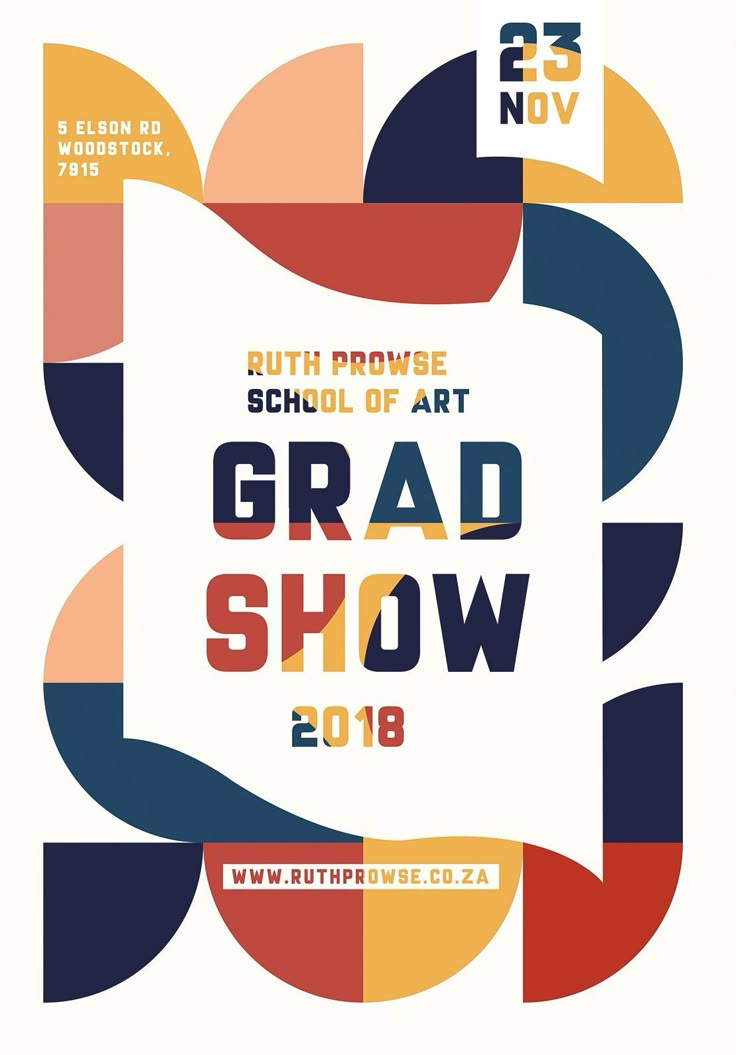 23
NOV
5 ELSON RD
WOODSTOCK,
7915
RUTH PROWSE
SCHOOL OF ART
GRAD
SHOW
2018
WWW.RUTHPROWSE.CO.ZA